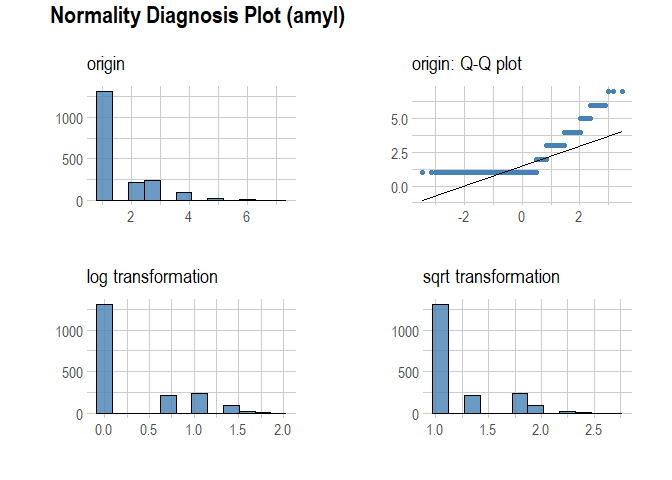 Normality Diagnosis Plot (amyl)
origin
1000
500
0
2 4 6
origin: Q-Q plot
5.0
2.5
0.0
-2 0 2
log transformation
1000
500
0
0.0 0.5 1.0 1.5 2.0
sqrt transformation
1000
500
0
1.0 1.5 2.0 2.5